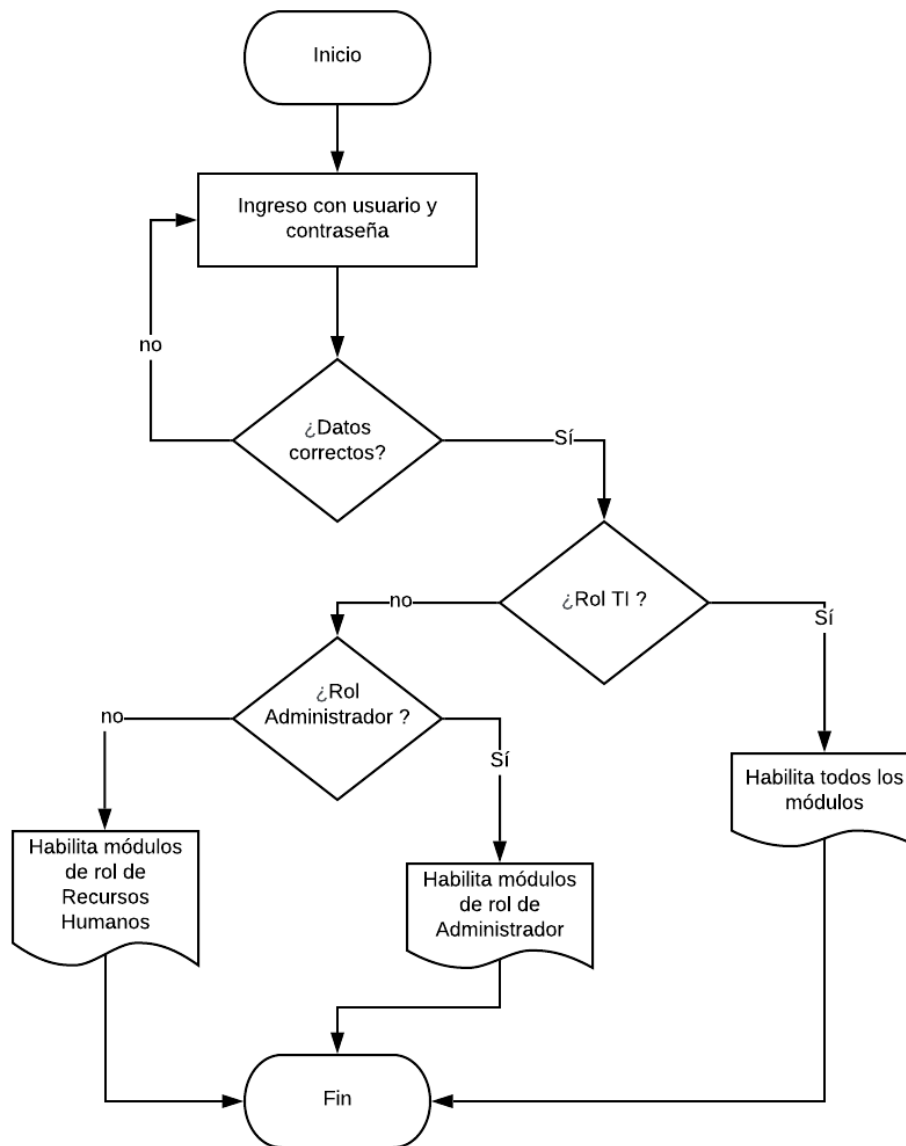 Inicio
Ingreso con usuario y
contraseña
no
¿Datos
correctos?
Sí
¿Rol TI ?
no
Sí
¿Rol
Administrador ?
no
Sí
Habilita todos los
módulos
Habilita módulos
de rol de
Recursos
Humanos
Habilita módulos
de rol de
Administrador
Fin